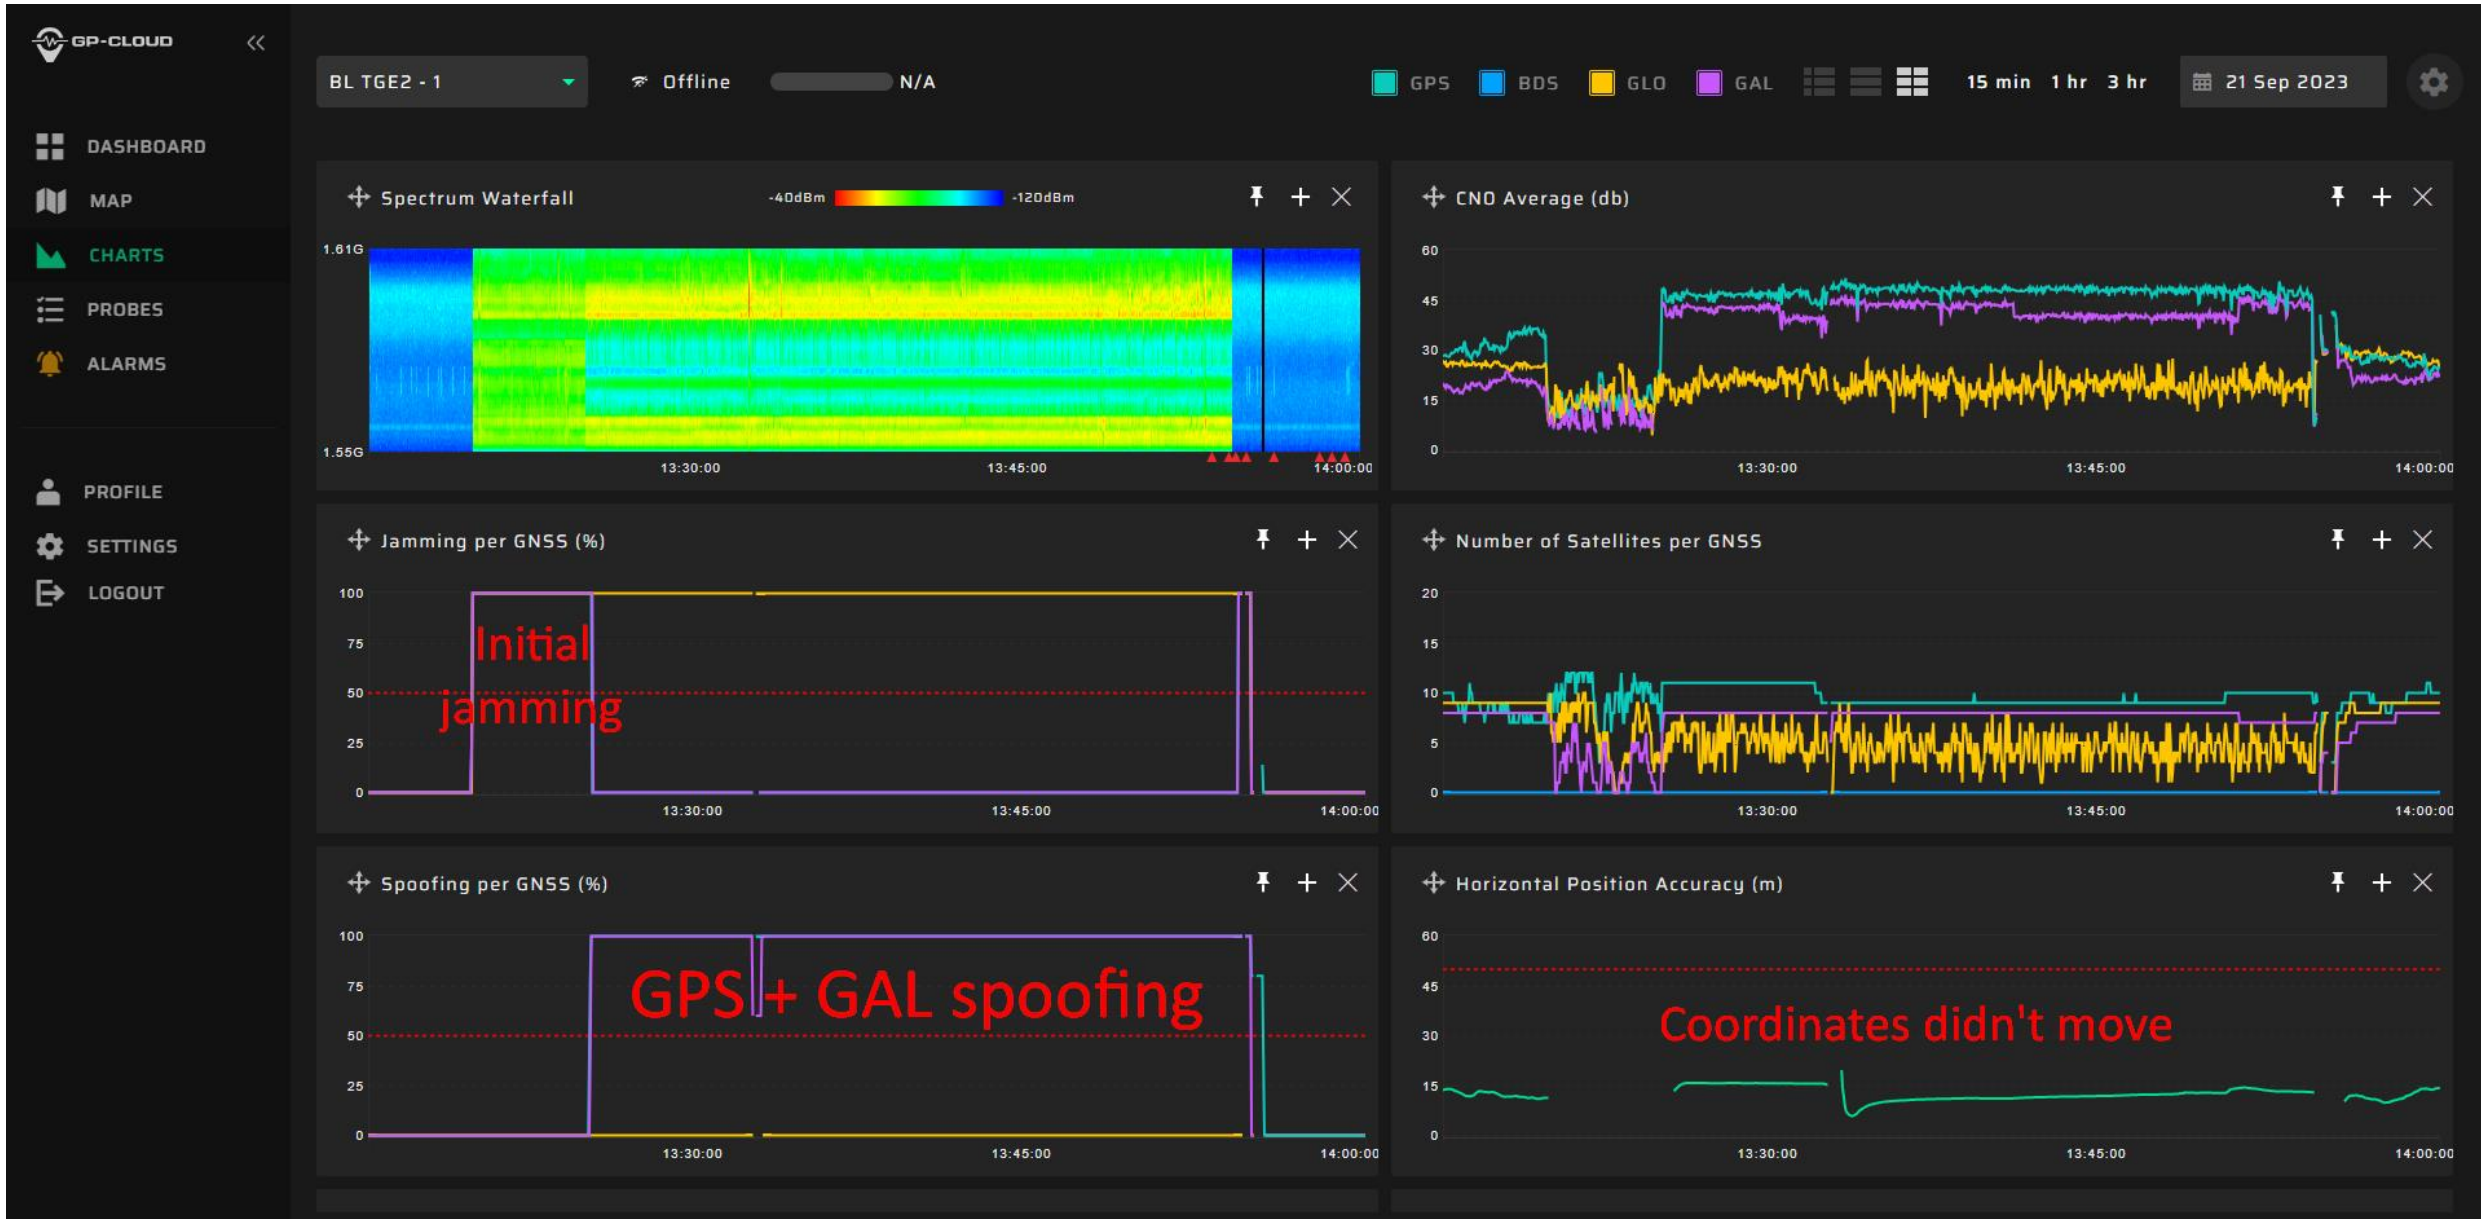 GP-CLOUD
BL TGE2 - 1
Offline
N/A
GPS
BDS
GLO
GAL
15 min 1 hr 3 hr
21 Sep 2023
DASHBOARD
MAP
CHARTS
PROBES
ALARMS
PROFILE
SETTINGS
LOGOUT
Spectrum Waterfall
-40dBm
-120dBm
1.61G
1.55G
13:30:00
13:45:00
14:00:00
CNO Average (db)
60
45
30
15
0
13:30:00
13:45:00
14:00:00
Jamming per GNSS (%)
100
75
50
25
0
Initial
jamming
13:30:00
13:45:00
14:00:00
Number of Satellites per GNSS
20
15
10
5
0
13:30:00
13:45:00
14:00:00
Spoofing per GNSS (%)
100
75
50
25
0
GPS + GAL spoofing
13:30:00
13:45:00
14:00:00
Horizontal Position Accuracy (m)
60
45
30
15
0
Coordinates didn't move
13:30:00
13:45:00
14:00:00